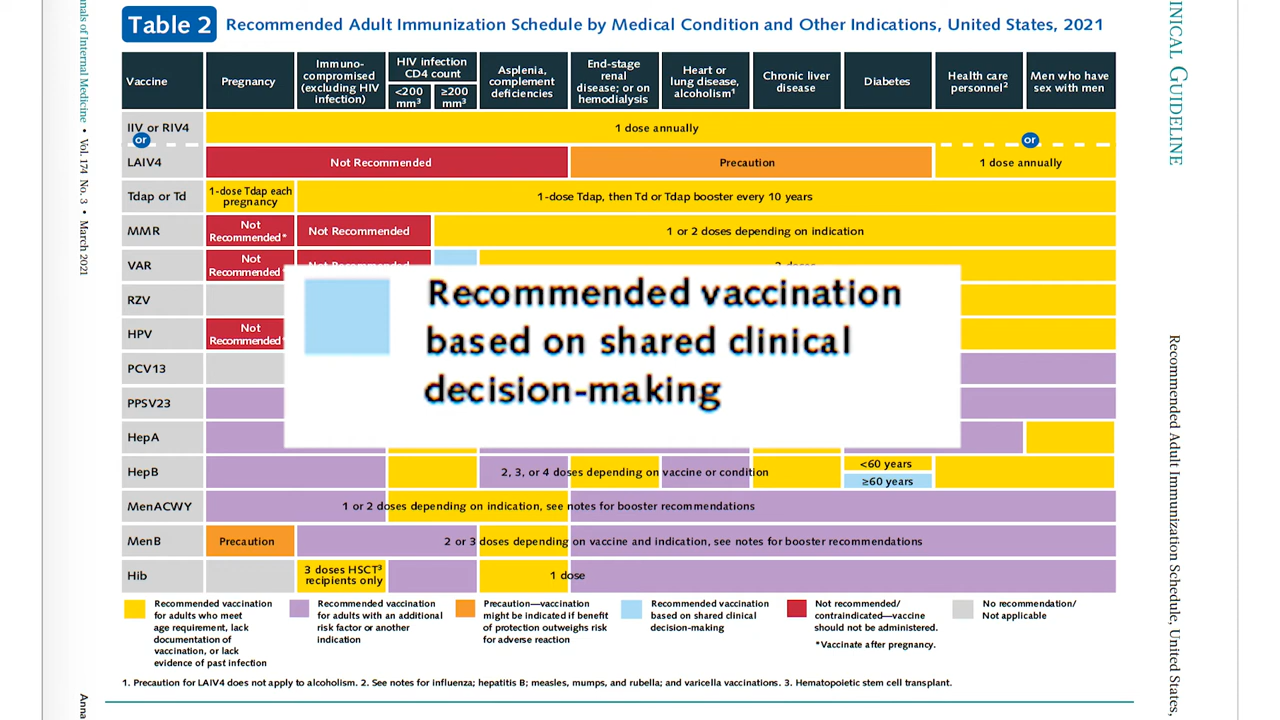 Table 2 Recommended Adult Immunization Schedule by Medical Condition and Other Indications, United States, 2021
Vaccine
Pregnancy
Immuno-
compromised
(excluding HIV
infection)
HIV infection
CD4 count
<200
mm3
≥200
mm3
Asplenia,
complement
deficiencies
End-stage
renal
disease; or on
hemodialysis
Heart or
lung disease,
alcoholism1
Chronic liver
disease
Diabetes
Health care
personnel2
Men who have
sex with men
IIV or RIV4
1 dose annually
or
or
LAIV4
Not Recommended
Precaution
1 dose annually
Tdap or Td
1-dose Tdap each
pregnancy
1-dose Tdap, then Td or Tdap booster every 10 years
MMR
Not
Recommended*
Not Recommended
1 or 2 doses depending on indication
VAR
Not
Recommended
RZV
HPV
Not
Recommended
PCV13
PPSV23
HepA
Recommended vaccination
based on shared clinical
decision-making
HepB
2, 3, or 4 doses depending on vaccine or condition
<60 years
≥60 years
MenACWY
1 or 2 doses depending on indication, see notes for booster recommendations
MenB
Precaution
2 or 3 doses depending on vaccine and indication, see notes for booster recommendations
Hib
3 doses HSCT3
recipients only
1 dose
Recommended vaccination
for adults who meet
age requirement, lack
documentation of
vaccination, or lack
evidence of past infection
Recommended vaccination
for adults with an additional
risk factor or another
indication
Precaution—vaccination
might be indicated if benefit
of protection outweighs risk
for adverse reaction
Recommended vaccination
based on shared clinical
decision-making
Not recommended/
contraindicated—vaccine
should not be administered.
*Vaccinate after pregnancy.
No recommendation/
Not applicable
1. Precaution for LAIV4 does not apply to alcoholism. 2. See notes for influenza; hepatitis B; measles, mumps, and rubella; and varicella vaccinations. 3. Hematopoietic stem cell transplant.
of Internal Medicine • Vol. 174 No. 3 • March 2021
GUIDELINE
Recommended Adult Immunization Schedule, United States,